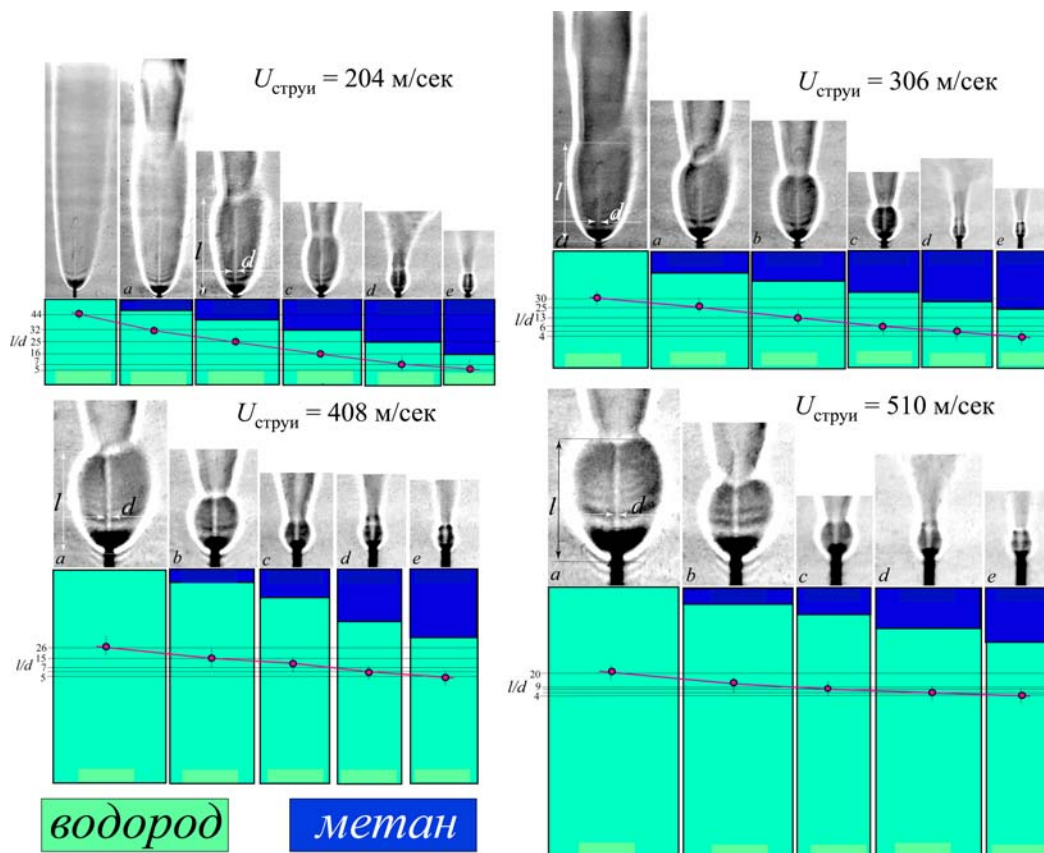 U струи = 204 м/сек
l
d
a
c
d
e
l/d
44
32
25
16
7
5
U струи = 306 м/сек
l
d
a
b
c
d
e
l/d
30
25
13
6
4
U струи = 408 м/сек
l
d
a
b
c
d
e
l/d
26
15
7
5
U струи = 510 м/сек
l
d
a
b
c
d
e
l/d
20
9
4
водород
метан